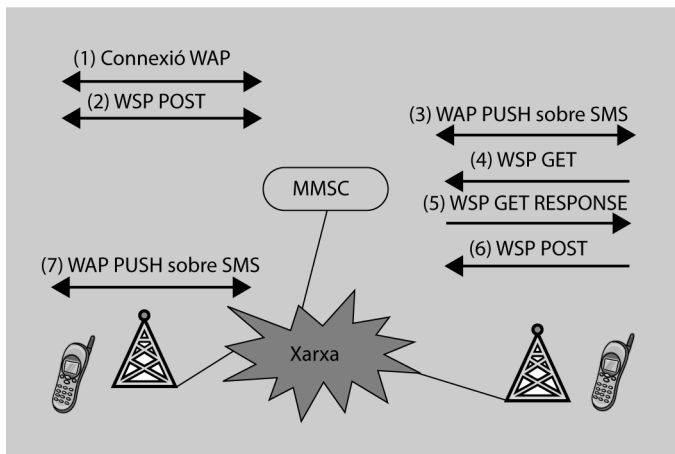 (1) Connexió WAP
(2) WSP POST
(3) WAP PUSH sobre SMS
(4) WSP GET
MMSC
(5) WSP GET RESPONSE
(6) WSP POST
(7) WAP PUSH sobre SMS
Xarxa